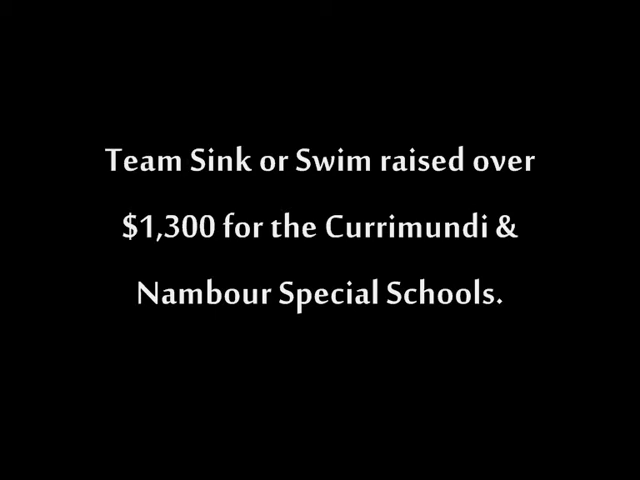 Team Sink or Swim raised over
$1,300 for the Currimundi &
Nambour Special Schools.